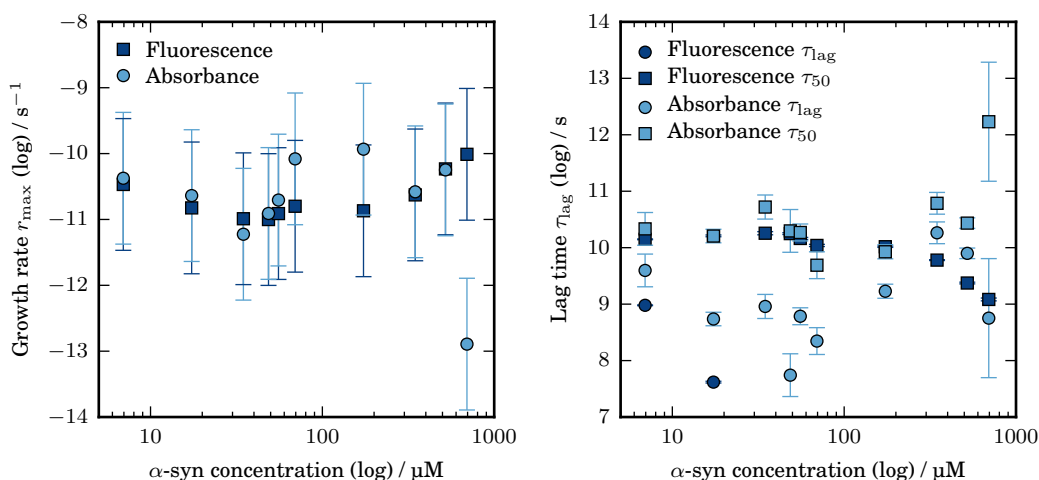 −8
−9
−10
−11
−12
−13
−14
Growth rate r_max (log) / s⁻¹
Fluorescence
Absorbance
10
100
1000
α-syn concentration (log) / µM
14
13
12
11
10
9
8
7
Lag time τ_lag (log) / s
Fluorescence τ_lag
Fluorescence τ_50
Absorbance τ_lag
Absorbance τ_50
10
100
1000
α-syn concentration (log) / µM